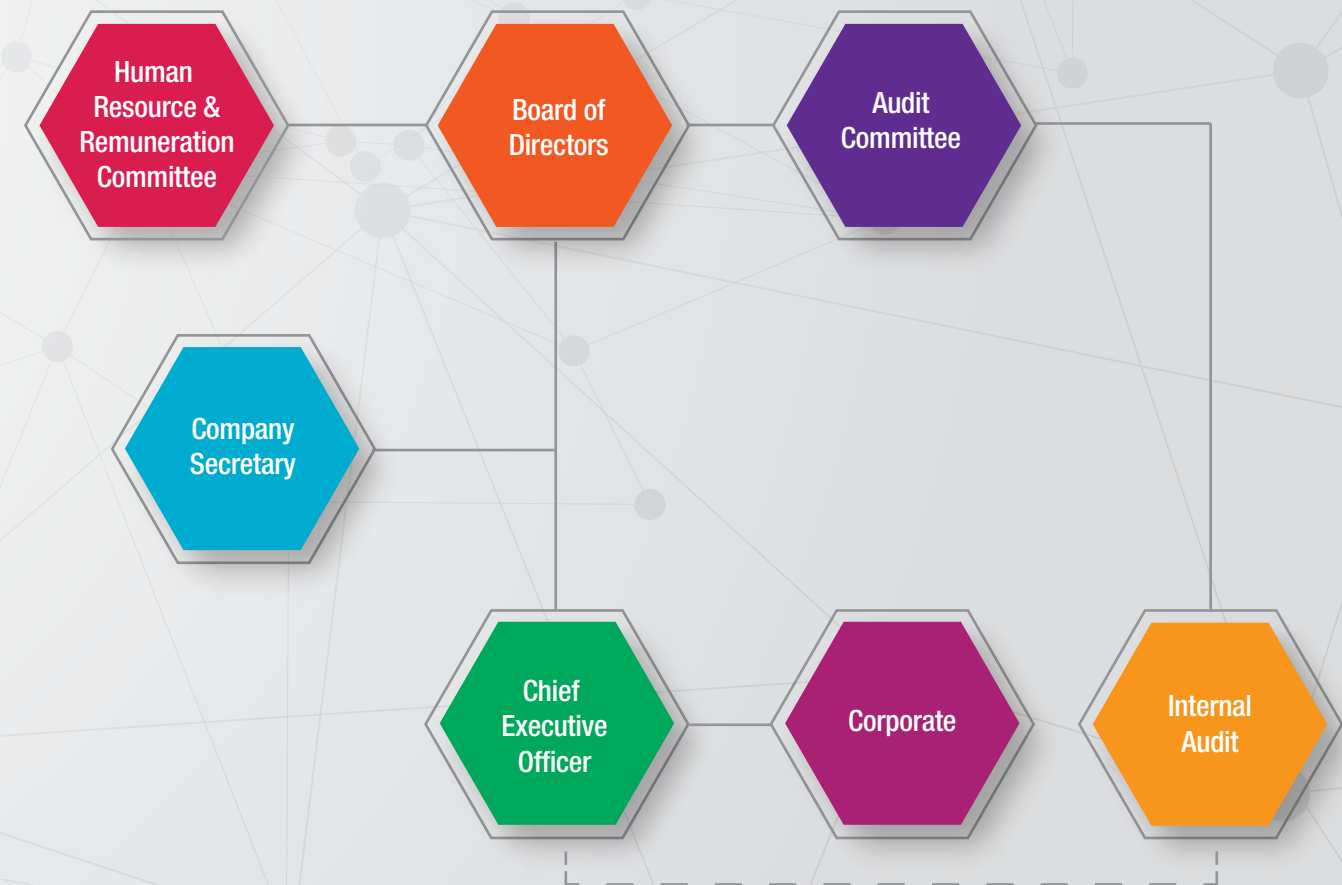 Human
Resource &
Remuneration
Committee
Board of
Directors
Audit
Committee
Company
Secretary
Chief
Executive
Officer
Corporate
Internal
Audit